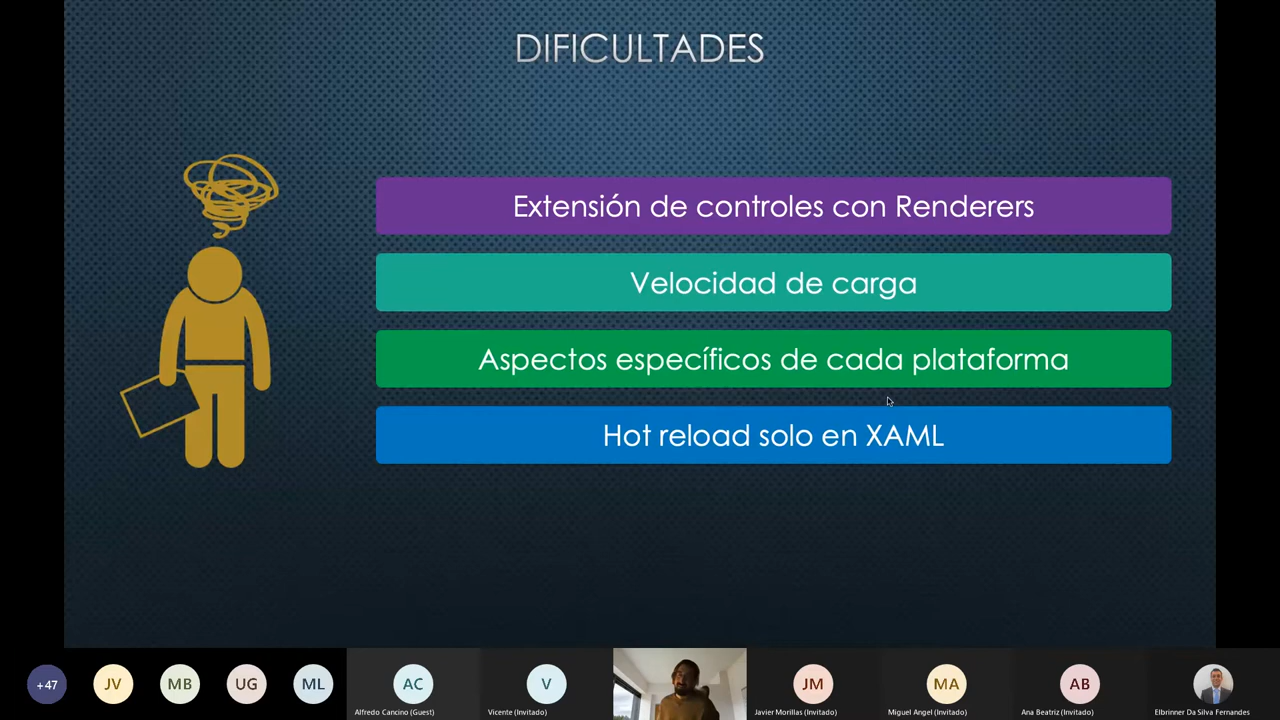 DIFICULTADES
Extensión de controles con Renderers
Velocidad de carga
Aspectos específicos de cada plataforma
Hot reload solo en XAML
+47
JV
MB
UG
ML
AC
Alfredo Cancino (Guest)
V
Vicente (Invitado)
JM
Javier Morillas (Invitado)
MA
Miguel Angel (Invitado)
AB
Ana Beatriz (Invitado)
Elbrinner Da Silva Fernandes